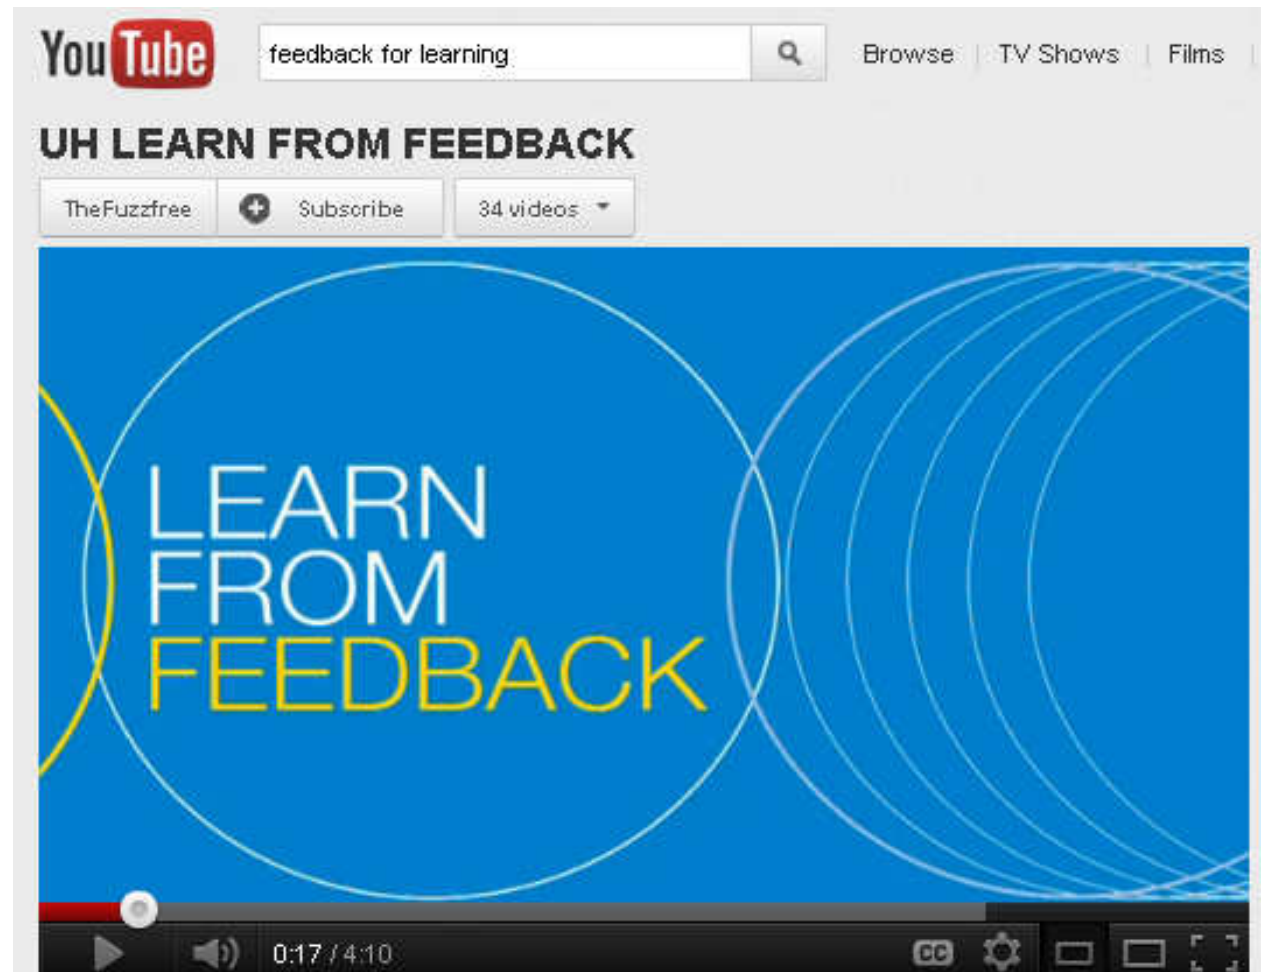 YouTube feedback for learning Browse TV Shows Films
UH LEARN FROM FEEDBACK
TheFuzzfree Subscribe 34 videos
LEARN
FROM
FEEDBACK
0:17 / 4:10 CC